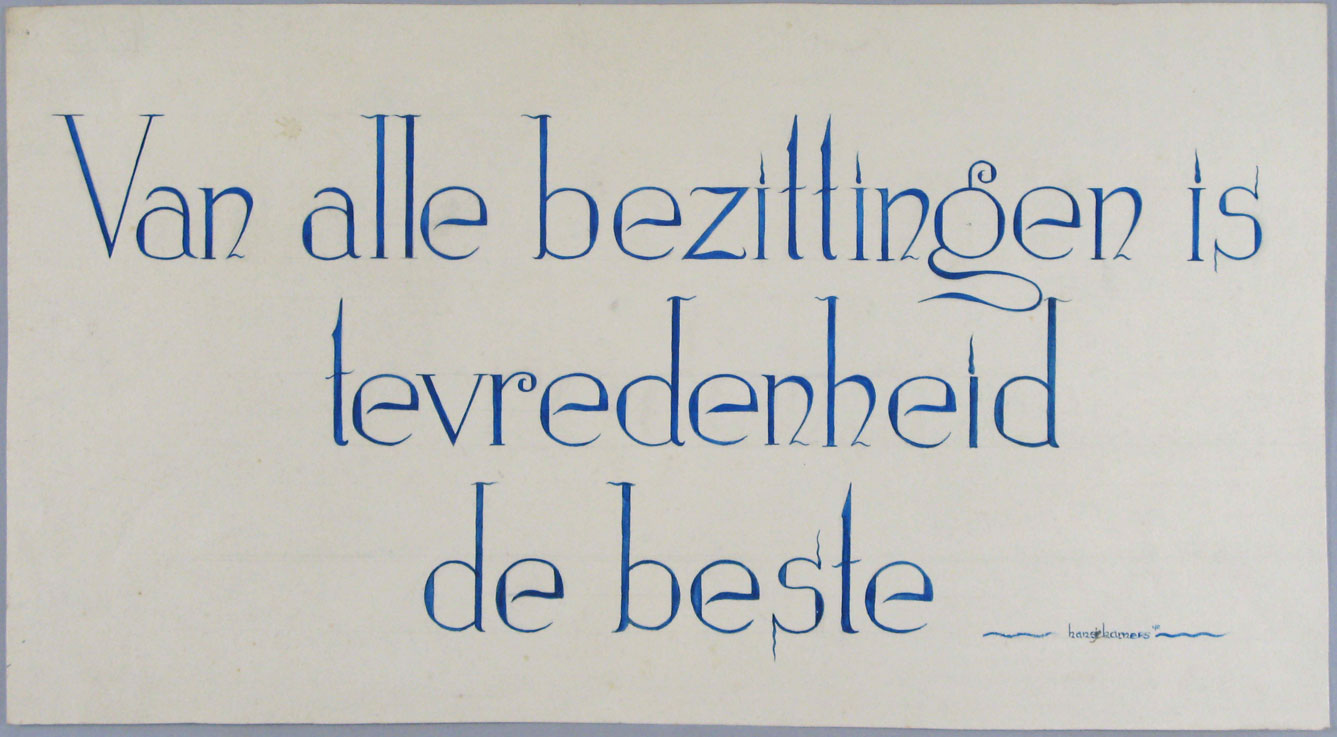 Van alle bezittingen is
tevredenheid
de beste